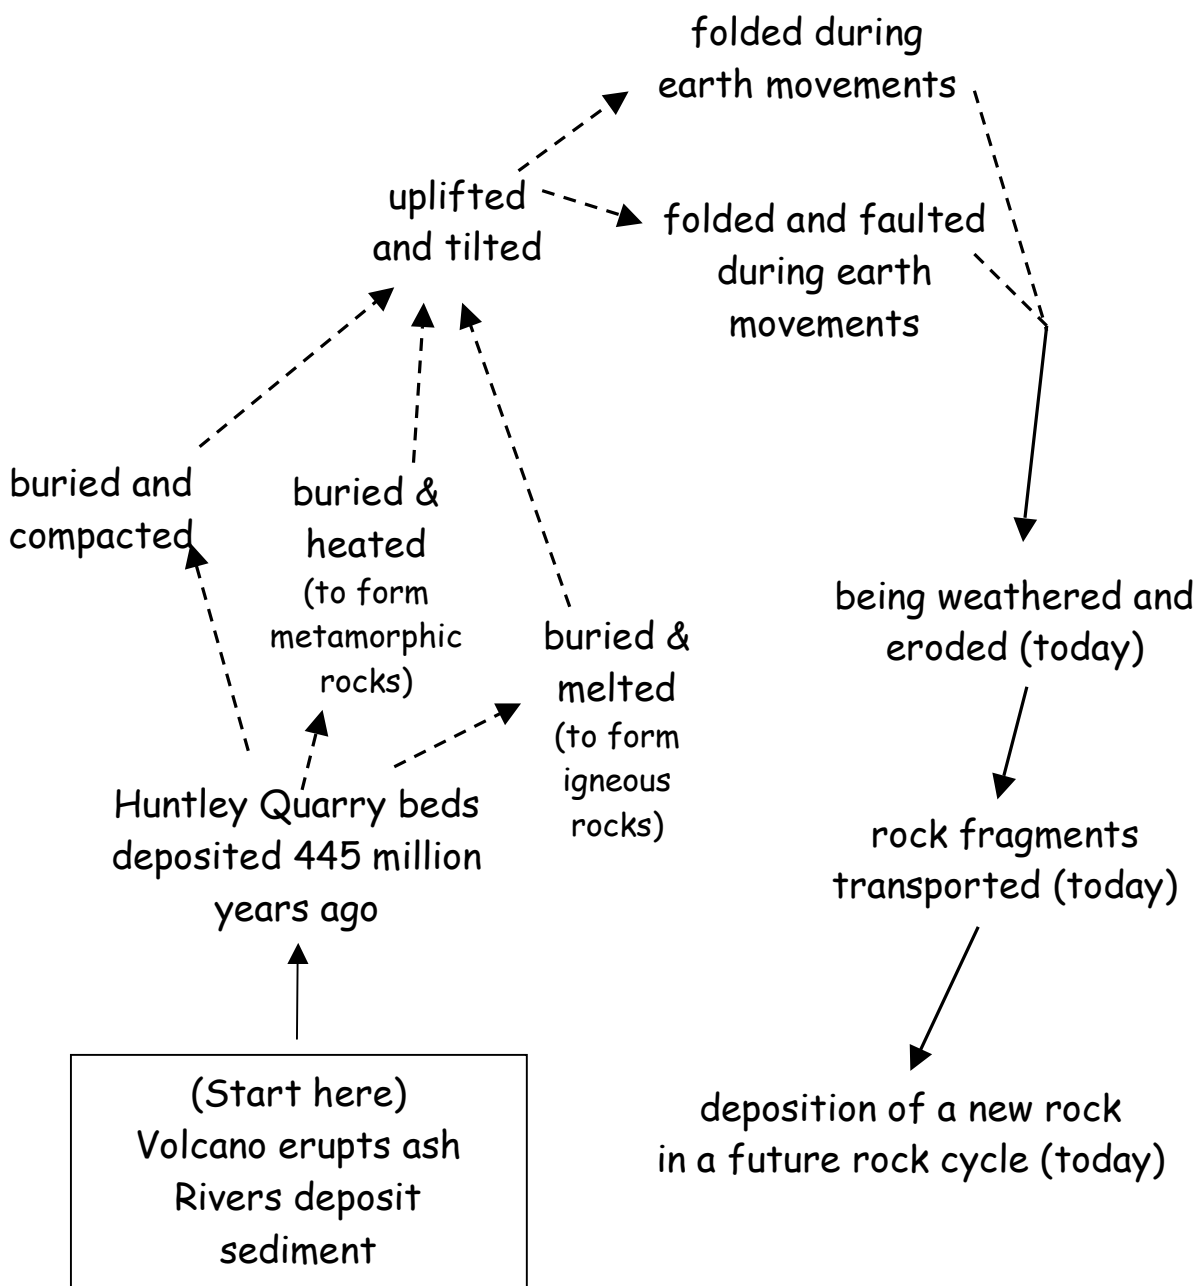 folded during
earth movements
uplifted
and tilted
folded and faulted
during earth
movements
buried and
compacted
buried &
heated
(to form
metamorphic
rocks)
buried &
melted
(to form
igneous
rocks)
being weathered and
eroded (today)
Huntley Quarry beds
deposited 445 million
years ago
rock fragments
transported (today)
(Start here)
Volcano erupts ash
Rivers deposit
sediment
deposition of a new rock
in a future rock cycle (today)